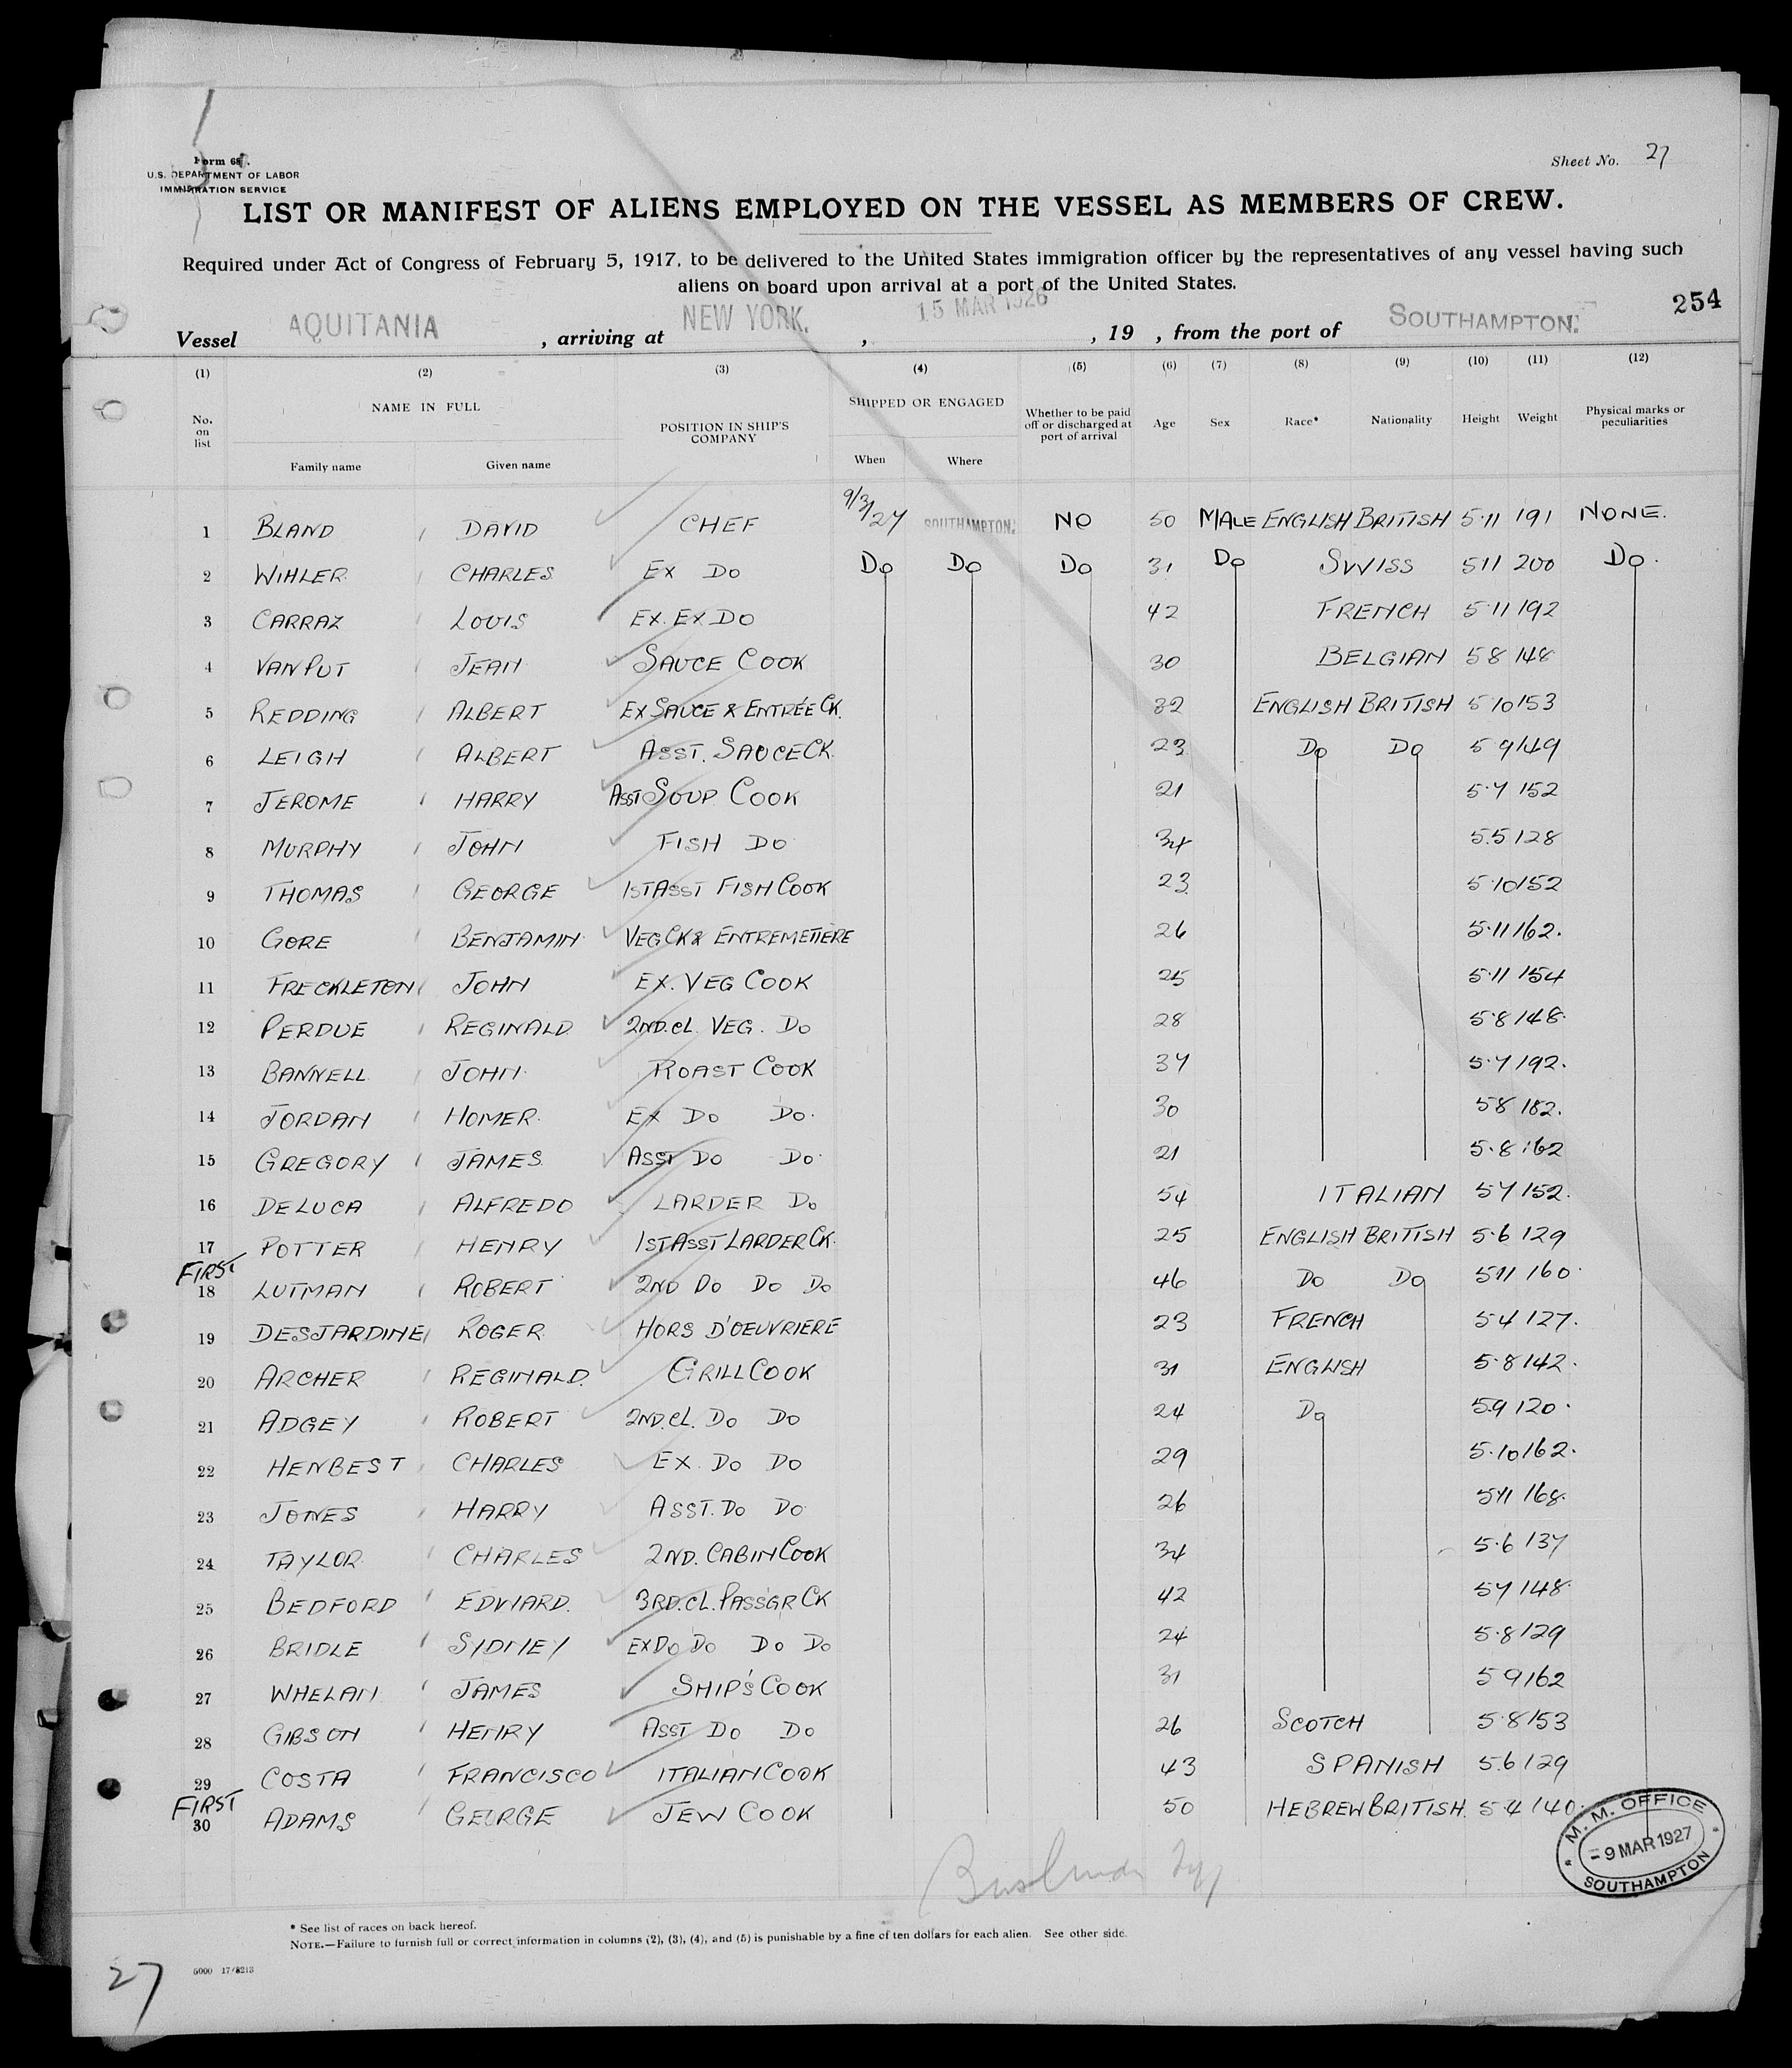 Form 68 .
U.S. DEPARTMENT OF LABOR
IMMIGRATION SERVICE
Sheet No. 27
LIST OR MANIFEST OF ALIENS EMPLOYED ON THE VESSEL AS MEMBERS OF CREW.
Required under Act of Congress of February 5, 1917, to be delivered to the United States immigration officer by the representatives of any vessel having such
aliens on board upon arrival at a port of the United States.
254
Vessel AQUITANIA , arriving at NEW YORK. , 15 MAR 1926 , 19 , from the port of SOUTHAMPTON.
(1) (2) (3) (4) (5) (6) (7) (8) (9) (10) (11) (12)
No. on list NAME IN FULL Family name Given name POSITION IN SHIP'S COMPANY SHIPPED OR ENGAGED When Where Whether to be paid off or discharged at port of arrival Age Sex Race* Nationality Height Weight Physical marks or peculiarities
1 BLAND DAVID CHEF 9/3/27 SOUTHAMPTON. NO 50 MALE ENGLISH BRITISH 5·11 191 NONE.
2 WIHLER CHARLES EX DO DO DO DO 31 DO SWISS 511 200 DO.
3 CARRAZ LOUIS EX. EX DO 42 FRENCH 5·11 192
4 VAN PUT JEAN SAUCE COOK 30 BELGIAN 58 148
5 REDDING ALBERT EX SAUCE & ENTRÉE CK. 32 ENGLISH BRITISH 5 10 153
6 LEIGH ALBERT ASST. SAUCE CK. 23 DO DO 5 9 149
7 JEROME HARRY ASST SOUP COOK 21 5·7 152
8 MURPHY JOHN FISH DO 34 5.5 128
9 THOMAS GEORGE 1ST ASST FISH COOK 23 5·10 152
10 GORE BENJAMIN VEG CK & ENTREMETIERE 26 5·11 162.
11 FRECKLETON JOHN EX. VEG COOK 25 5·11 154
12 PERDUE REGINALD 2ND. CL. VEG. DO 28 5·8 148.
13 BANNELL JOHN ROAST COOK 37 5·7 192.
14 JORDAN HOMER. EX DO DO. 30 58 182.
15 GREGORY JAMES ASST DO DO. 21 5·8 162
16 DE LUCA ALFREDO LARDER DO 54 ITALIAN 57 152.
17 POTTER HENRY 1ST ASST LARDER CK. 25 ENGLISH BRITISH 5·6 129
FIRST
18 LUTMAN ROBERT 2ND DO DO DO 46 DO DO 511 160.
19 DESJARDINE ROGER HORS D'OEUVRIERE 23 FRENCH 54 127.
20 ARCHER REGINALD. GRILL COOK 31 ENGLISH 5·8 142.
21 ADGEY ROBERT 2ND. CL. DO DO 24 DO 5.9 120.
22 HENBEST CHARLES EX DO DO 29 5·10 162.
23 JONES HARRY ASST. DO DO 26 511 168.
24 TAYLOR CHARLES 2ND. CABIN COOK 34 5·6 137
25 BEDFORD EDWARD. 3RD. CL. PASSGR CK 42 57 148.
26 BRIDLE SYDNEY EX DO DO DO DO 24 5·8 129
27 WHELAN JAMES SHIP'S COOK 31 5 9 162
28 GIBSON HENRY ASST DO DO 26 SCOTCH 5·8 153
29 COSTA FRANCISCO ITALIAN COOK 43 SPANISH 5.6 129
FIRST
30 ADAMS GEORGE JEW COOK 50 HEBREW BRITISH. 5·4 140.
M. M. OFFICE
- 9 MAR 1927
SOUTHAMPTON
* See list of races on back hereof.
NOTE.—Failure to furnish full or correct information in columns (2), (3), (4), and (5) is punishable by a fine of ten dollars for each alien. See other side.
5000 17/8213
27